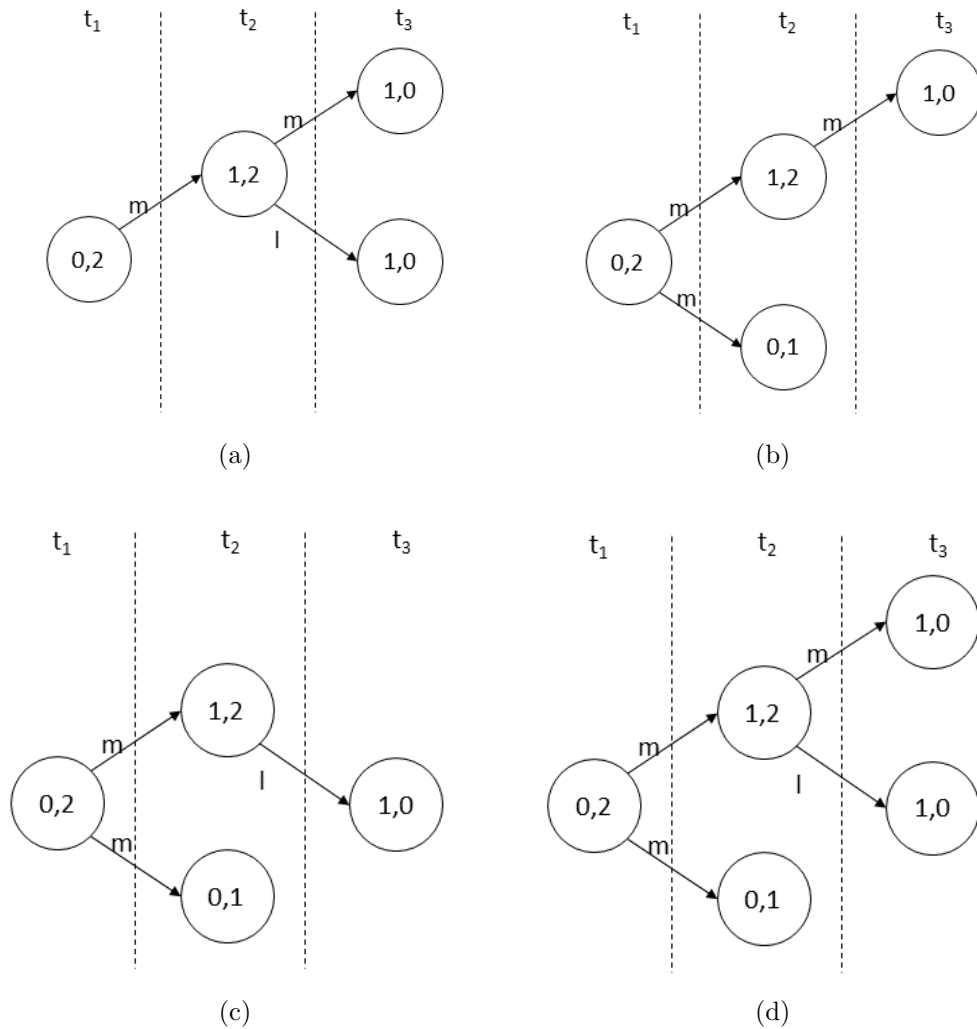 t₁ t₂ t₃
1,0
m
1,2
m
0,2
l
1,0
(a)
t₁ t₂ t₃
1,0
m
1,2
m
0,2
m
0,1
(b)
t₁ t₂ t₃
1,2
m
l
0,2
1,0
m
0,1
(c)
t₁ t₂ t₃
1,0
m
1,2
m
l
0,2
1,0
m
0,1
(d)